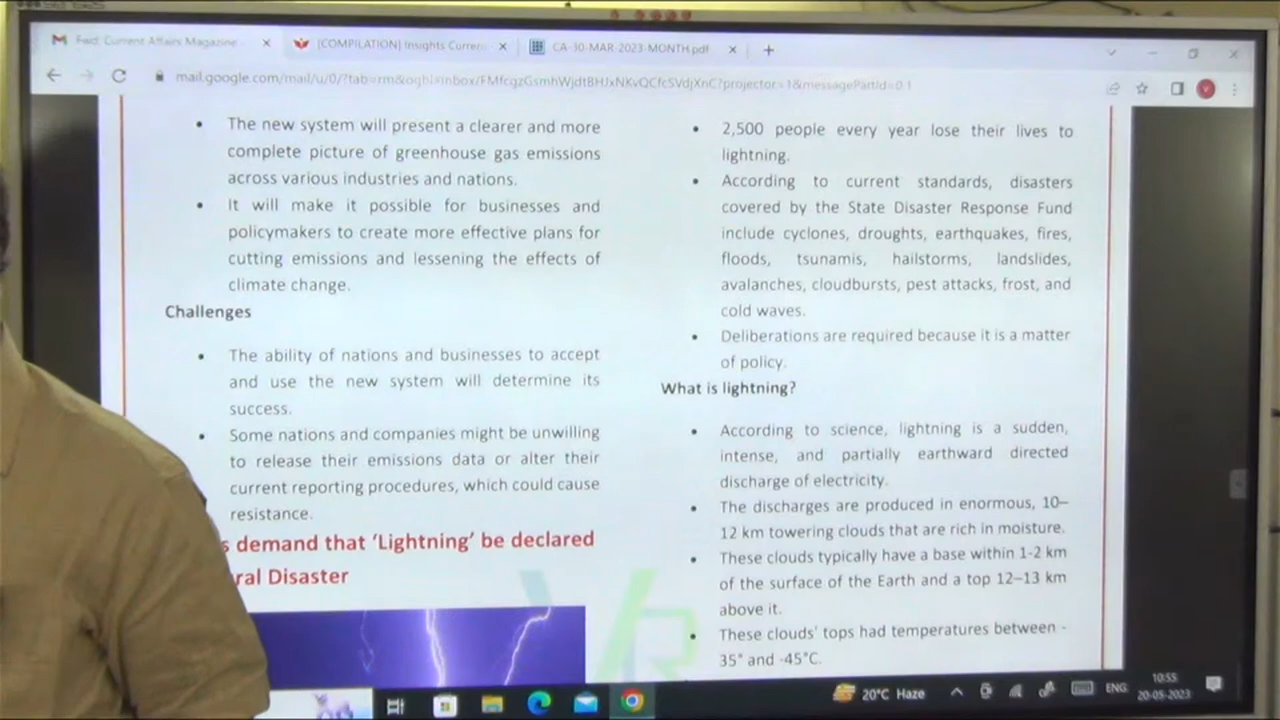 Fwd: Current Affairs Magazine
[COMPILATION] Insights Curren
CA-30-MAR-2023-MONTH.pdf
The new system will present a clearer and more
complete picture of greenhouse gas emissions
across various industries and nations.
• It will make it possible for businesses and
policymakers to create more effective plans for
cutting emissions and lessening the effects of
climate change.
Challenges
• The ability of nations and businesses to accept
and use the new system will determine its
success.
• Some nations and companies might be unwilling
to release their emissions data or alter their
current reporting procedures, which could cause
resistance.
s demand that ‘Lightning’ be declared
ral Disaster
• 2,500 people every year lose their lives to
lightning.
• According to current standards, disasters
covered by the State Disaster Response Fund
include cyclones, droughts, earthquakes, fires,
floods, tsunamis, hailstorms, landslides,
avalanches, cloudbursts, pest attacks, frost, and
cold waves.
• Deliberations are required because it is a matter
of policy.
What is lightning?
• According to science, lightning is a sudden,
intense, and partially earthward directed
discharge of electricity.
• The discharges are produced in enormous, 10–
12 km towering clouds that are rich in moisture.
• These clouds typically have a base within 1-2 km
of the surface of the Earth and a top 12–13 km
above it.
• These clouds’ tops had temperatures between -
35° and -45°C.
20°C Haze
ENG
10:55
20-05-2023